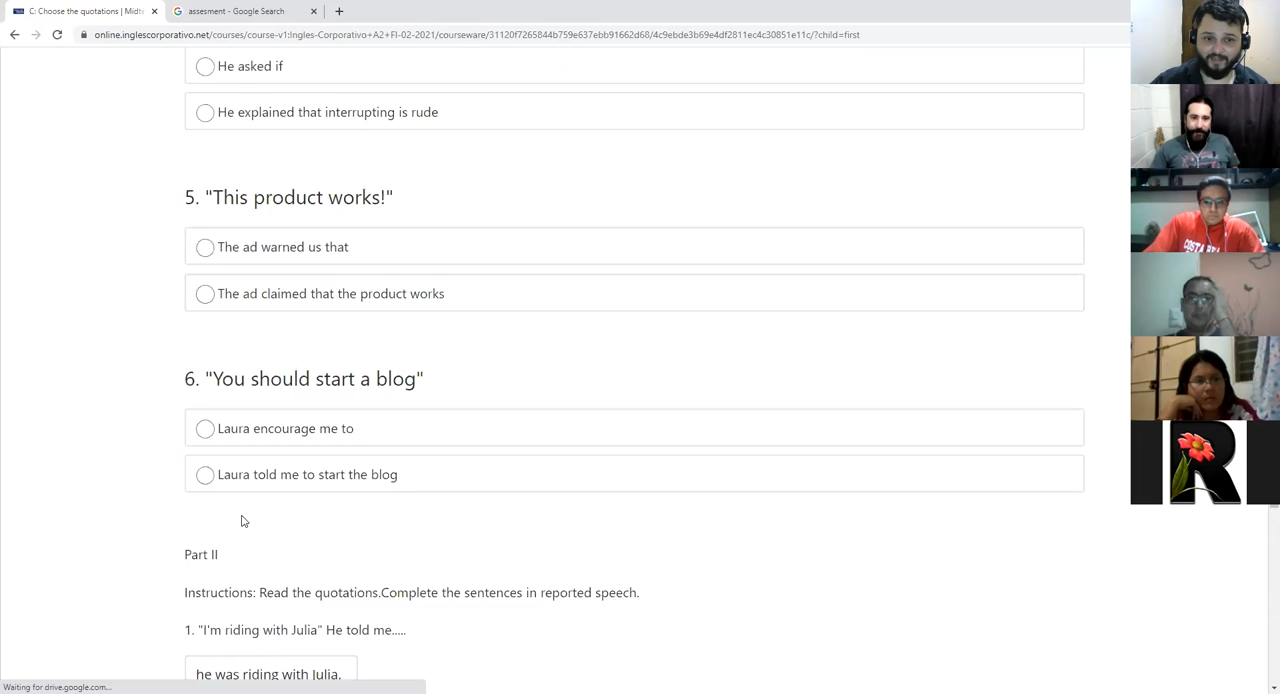 C: Choose the quotations | Midte
assesment - Google Search
online.inglescorporativo.net/courses/course-v1:Ingles-Corporativo+A2+FI-02-2021/courseware/31120f7265844b759e637ebb91662d68/4c9ebde3b69e4df2811ec4c30851e11c/?child=first
He asked if
He explained that interrupting is rude
5. "This product works!"
The ad warned us that
The ad claimed that the product works
6. "You should start a blog"
Laura encourage me to
Laura told me to start the blog
Part II
Instructions: Read the quotations.Complete the sentences in reported speech.
1. "I'm riding with Julia" He told me.....
he was riding with Julia.
Waiting for drive.google.com...
R